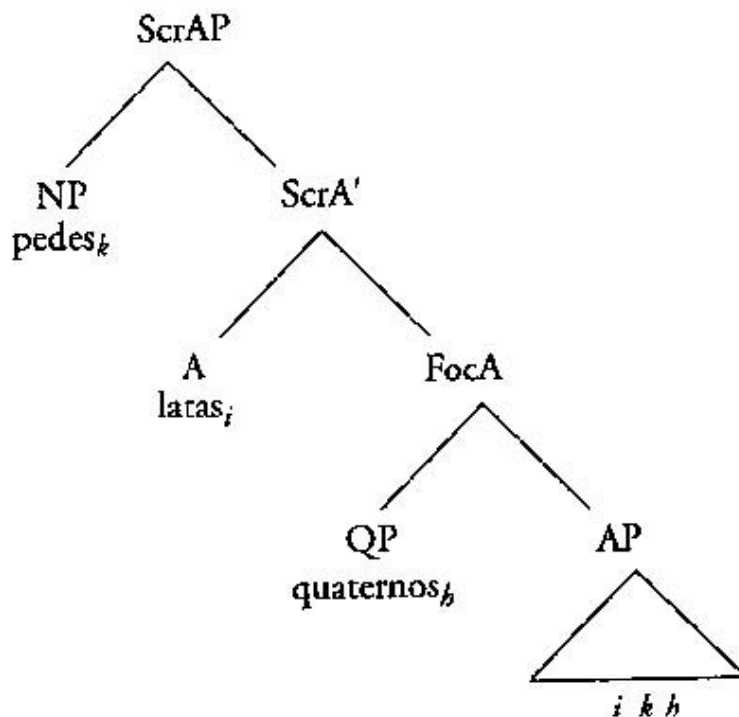 ScrAP
NP ScrA'
pedesₖ
A FocA
latasᵢ
QP AP
quaternosₕ
i k h